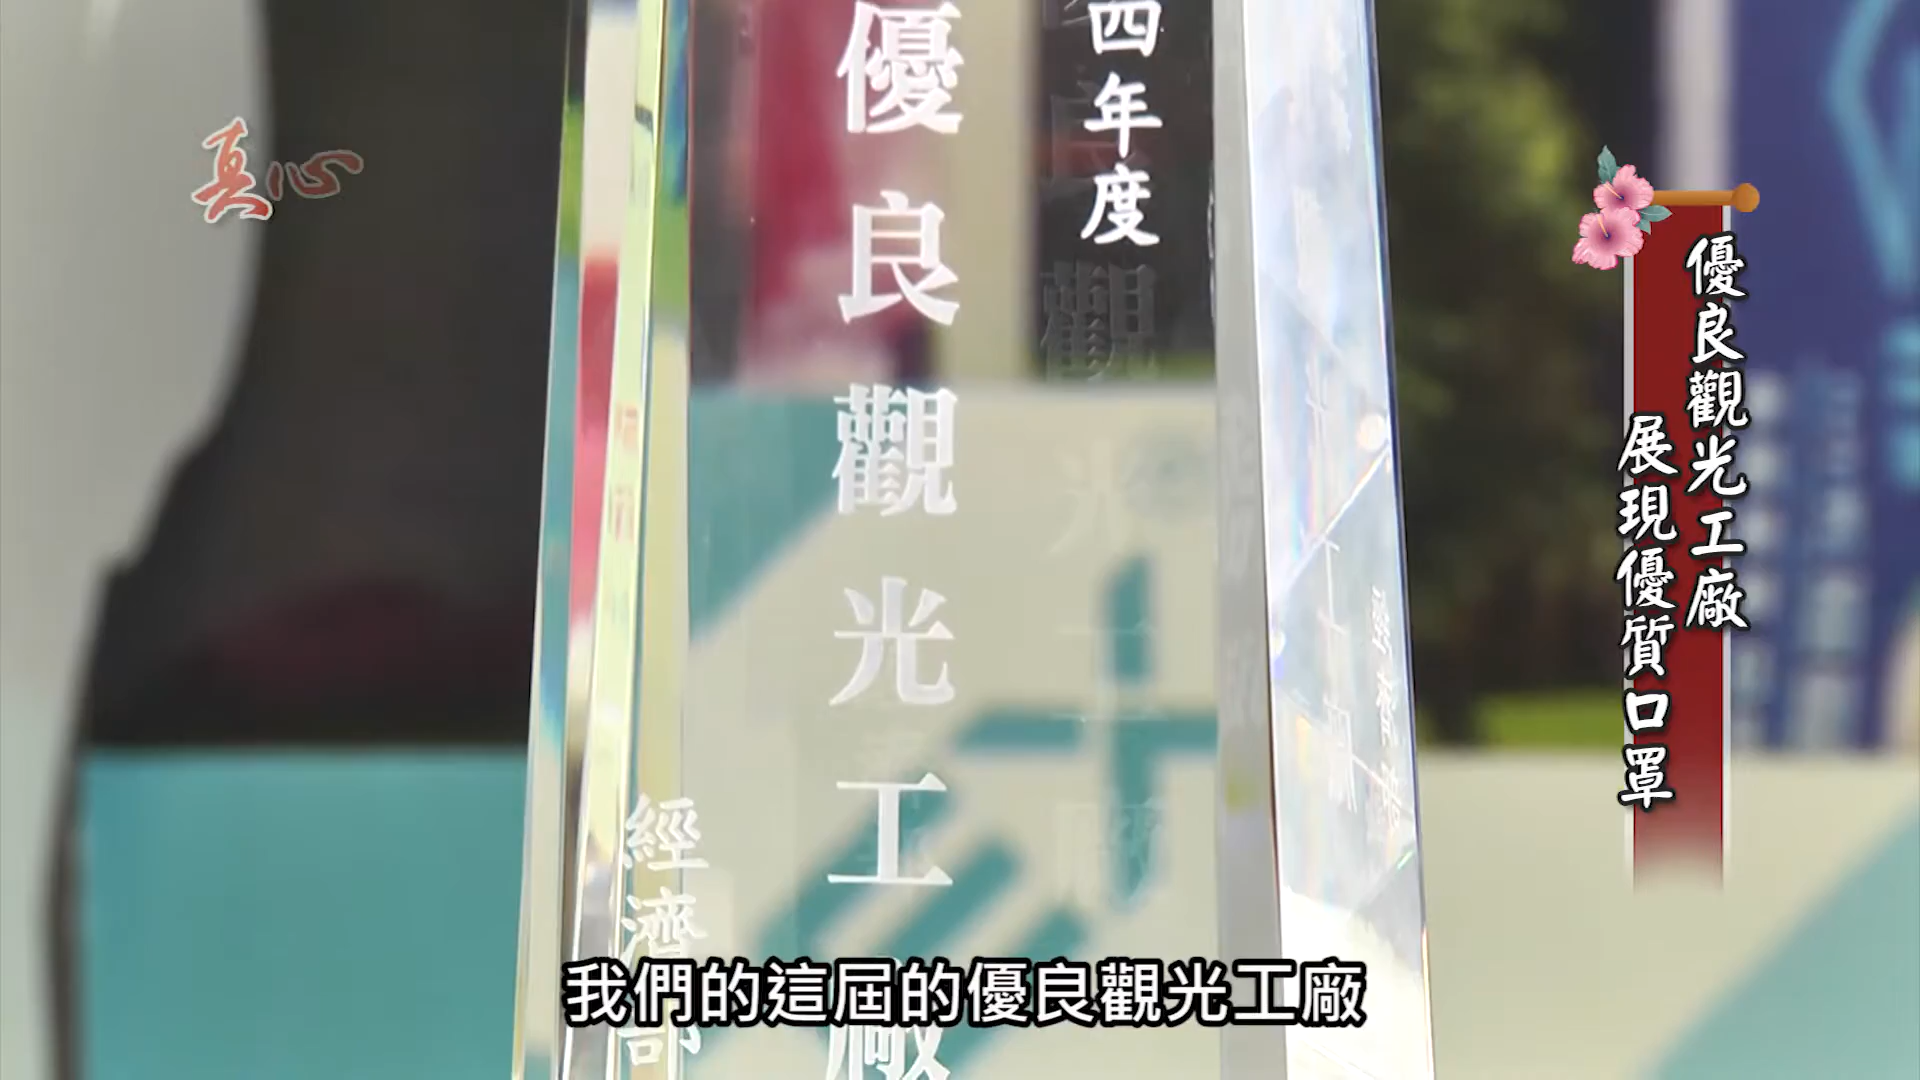 真心
四年度
優良觀光工廠
經濟部
優良觀光工廠
展現優質口罩
我們的這屆的優良觀光工廠